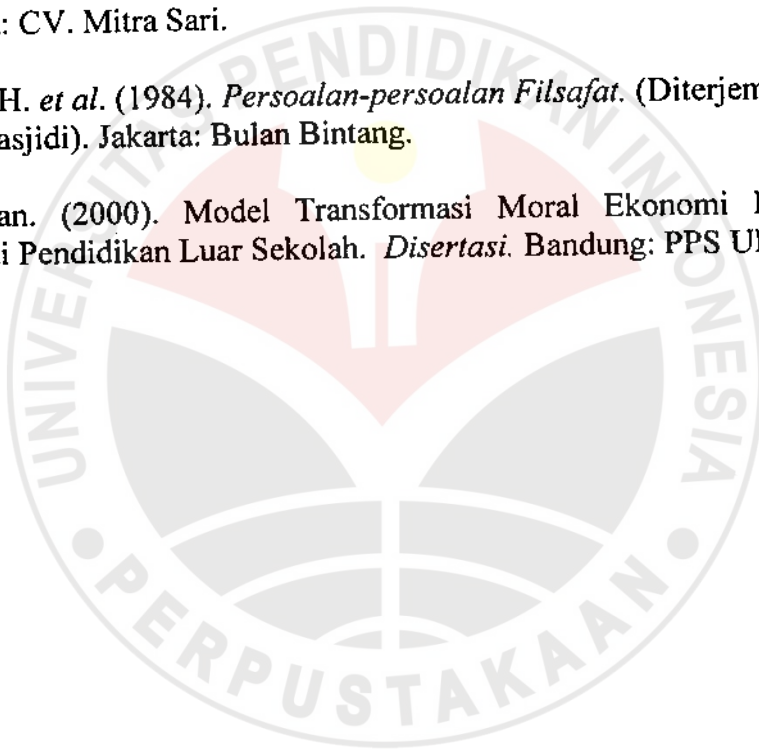 : CV. Mitra Sari.
H. et al. (1984). Persoalan-persoalan Filsafat. (Diterjem
asjidi). Jakarta: Bulan Bintang.
an. (2000). Model Transformasi Moral Ekonomi
i Pendidikan Luar Sekolah. Disertasi. Bandung: PPS
UNIVERSITAS PENDIDIKAN INDONESIA
PERPUSTAKAAN